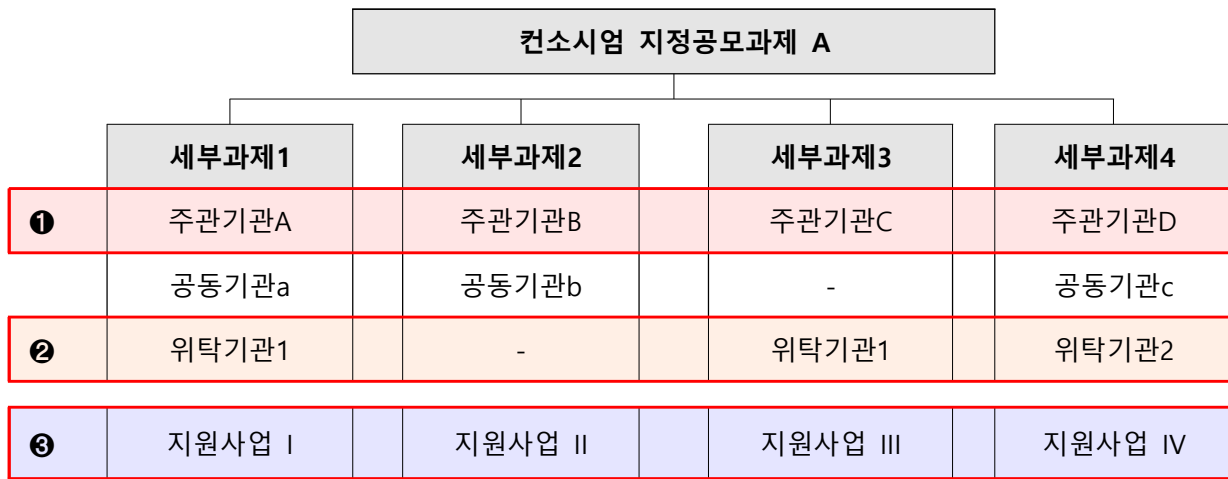 컨소시엄 지정공모과제 A
세부과제1 세부과제2 세부과제3 세부과제4
❶ 주관기관A 주관기관B 주관기관C 주관기관D
공동기관a 공동기관b - 공동기관c
❷ 위탁기관1 - 위탁기관1 위탁기관2
❸ 지원사업 I 지원사업 II 지원사업 III 지원사업 IV